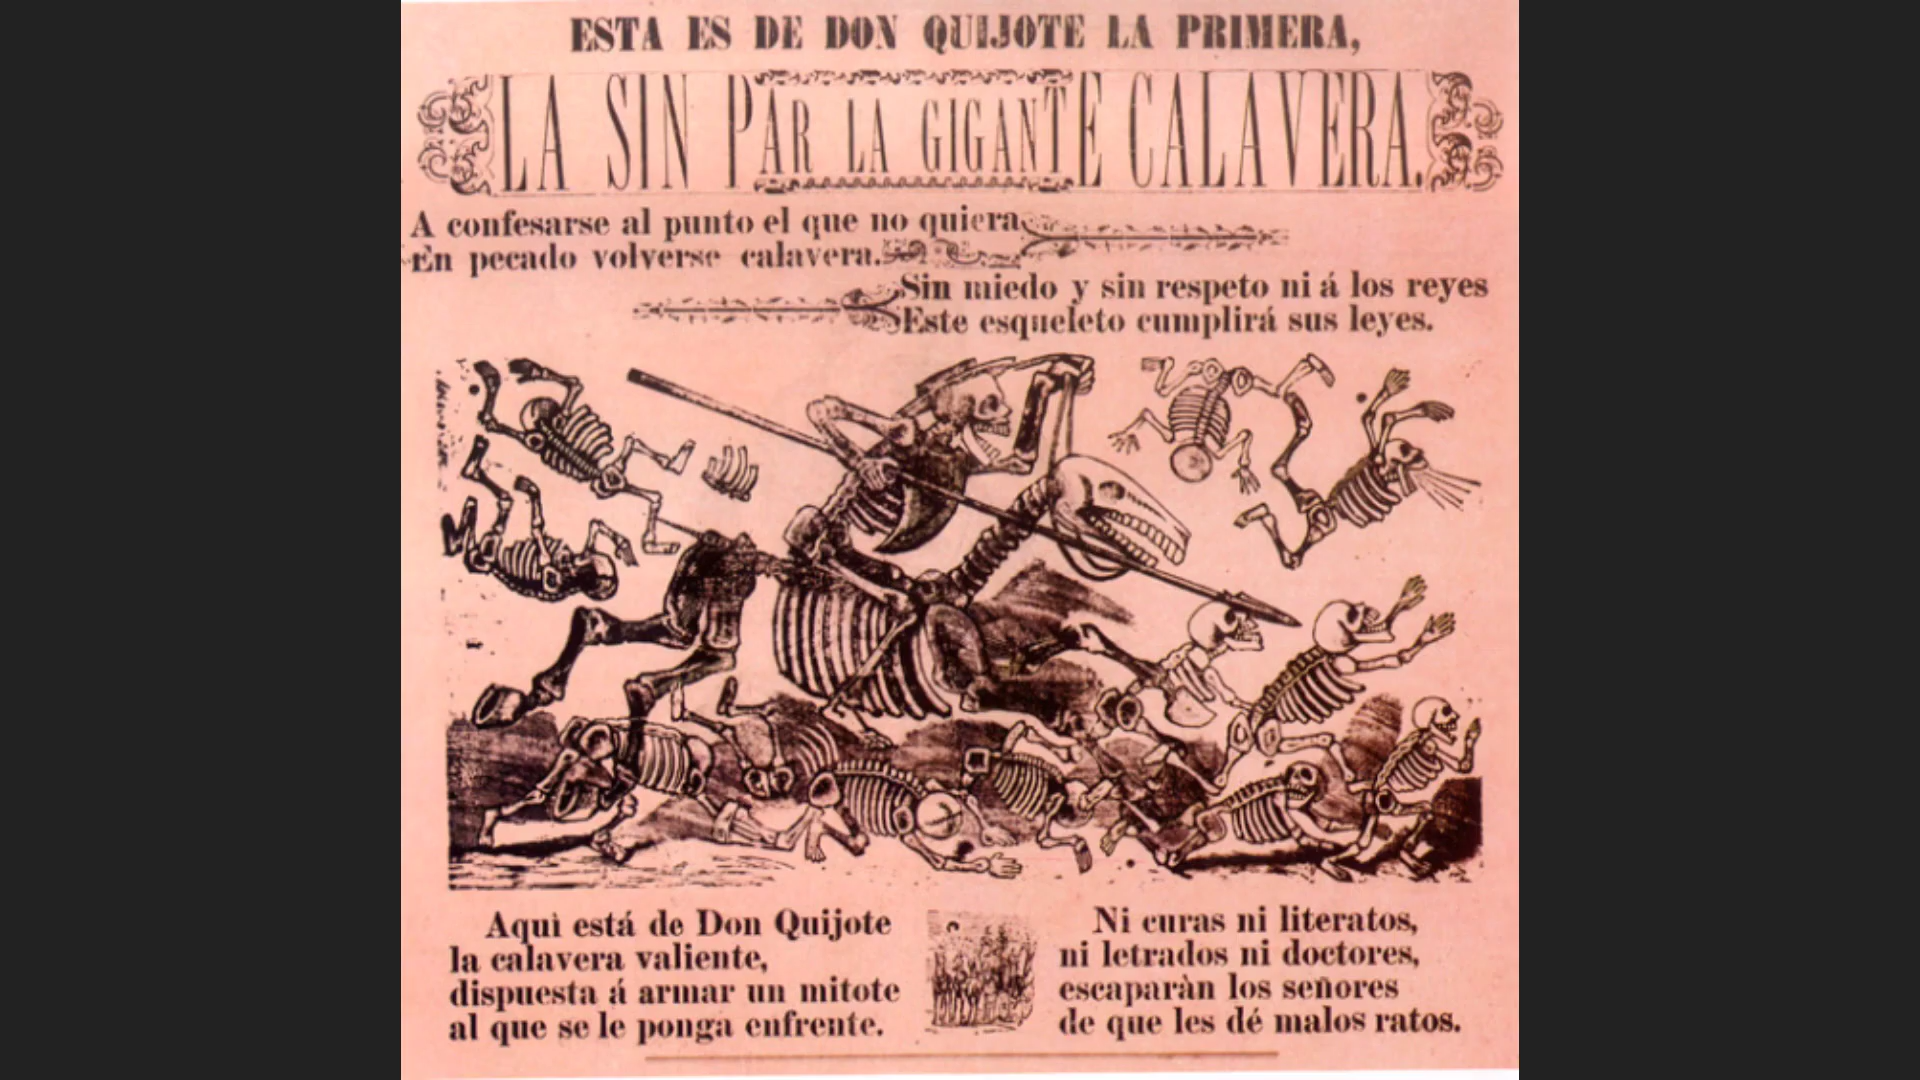 ESTA ES DE DON QUIJOTE LA PRIMERA,
LA SIN PAR LA GIGANTE CALAVERA.
A confesarse al punto el que no quiera
En pecado volverse calavera.
Sin miedo y sin respeto ni á los reyes
Este esqueleto cumplirá sus leyes.
Aquì está de Don Quijote
la calavera valiente,
dispuesta á armar un mitote
al que se le ponga enfrente.
Ni curas ni literatos,
ni letrados ni doctores,
escaparàn los señores
de que les dé malos ratos.